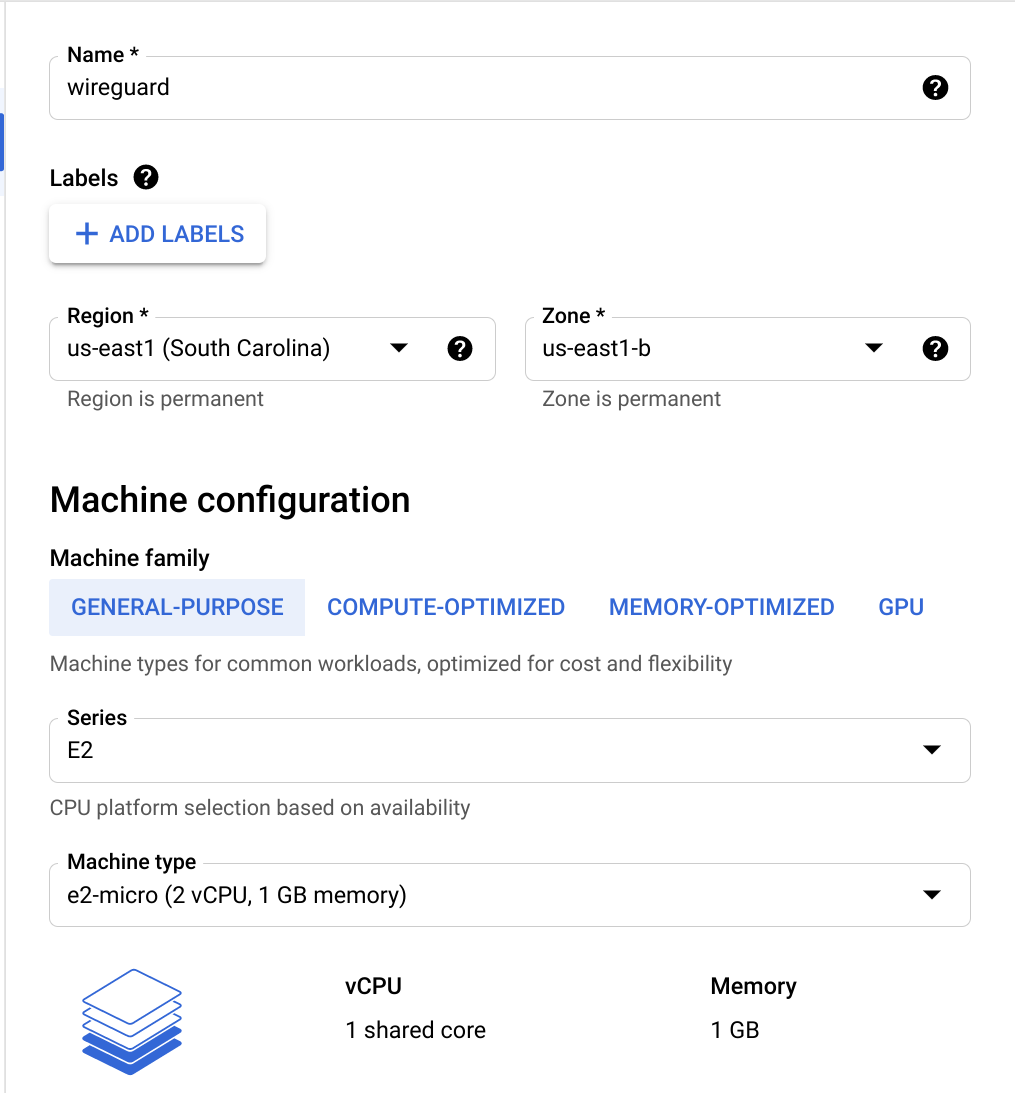 Name *
wireguard
Labels
ADD LABELS
Region *
us-east1 (South Carolina)
Region is permanent
Zone *
us-east1-b
Zone is permanent
Machine configuration
Machine family
GENERAL-PURPOSE COMPUTE-OPTIMIZED MEMORY-OPTIMIZED GPU
Machine types for common workloads, optimized for cost and flexibility
Series
E2
CPU platform selection based on availability
Machine type
e2-micro (2 vCPU, 1 GB memory)
vCPU
1 shared core
Memory
1 GB